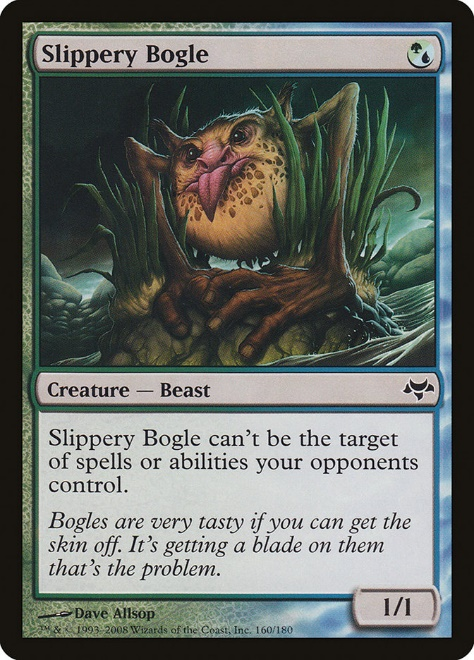 Slippery Bogle
Creature — Beast
Slippery Bogle can't be the target
of spells or abilities your opponents
control.
Bogles are very tasty if you can get the
skin off. It's getting a blade on them
that's the problem.
1/1
Dave Allsop
™ & © 1993–2008 Wizards of the Coast, Inc. 160/180